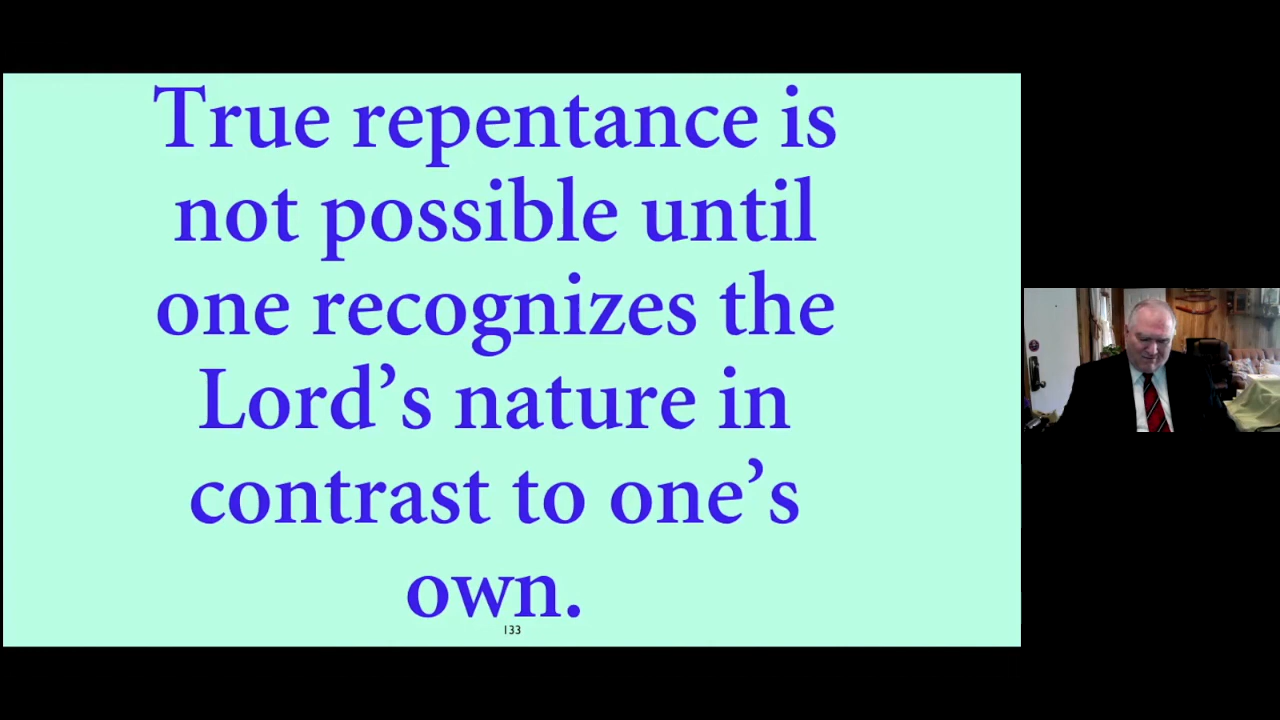 True repentance is
not possible until
one recognizes the
Lord’s nature in
contrast to one’s
own.
133